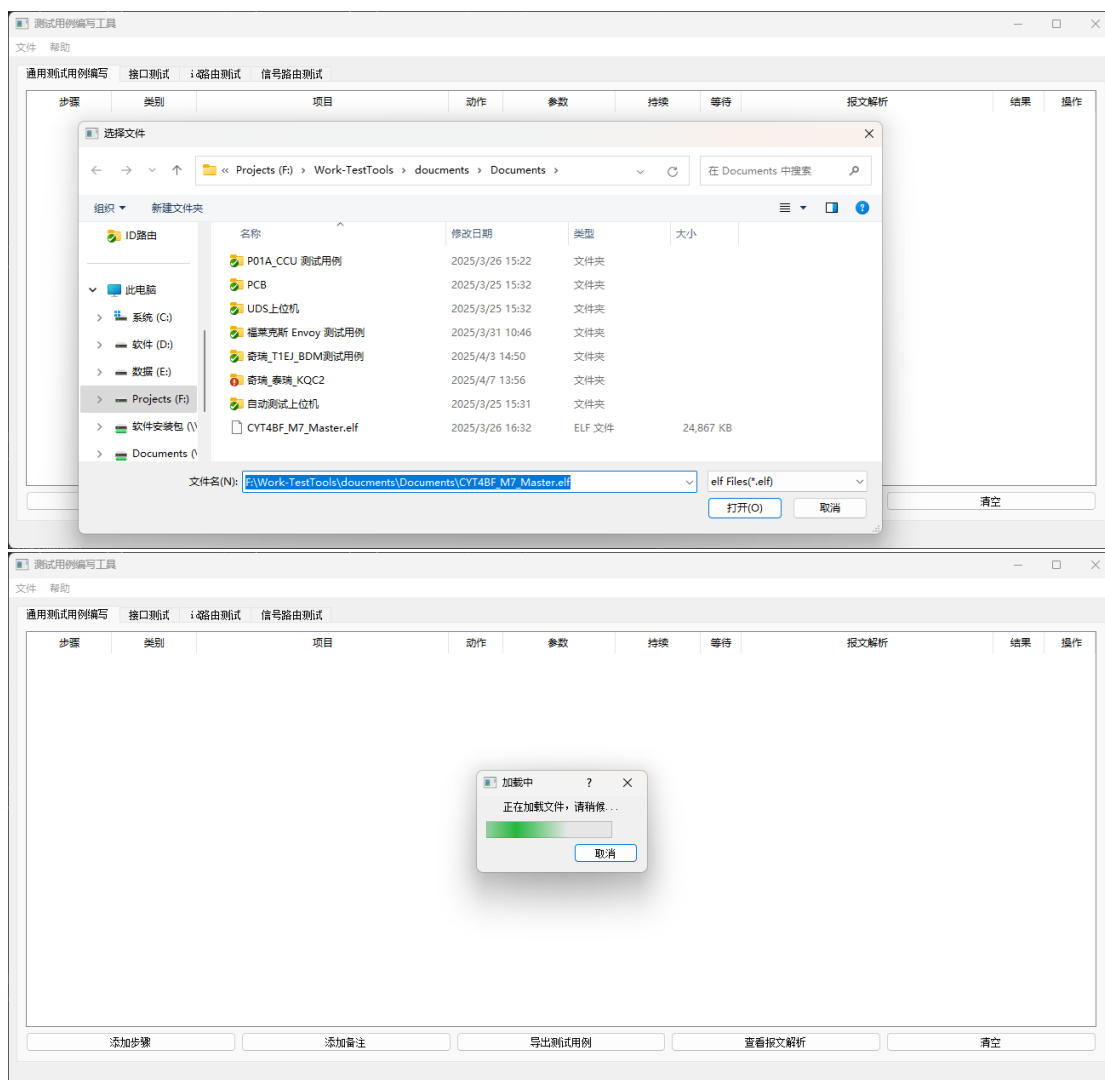 测试用例编写工具
文件 帮助
通用测试用例编写 接口测试 id路由测试 信号路由测试
步骤 类别 项目 动作 参数 持续 等待 报文解析 结果 操作
选择文件
« Projects (F:) › Work-TestTools › doucments › Documents ›
在 Documents 中搜索
组织 新建文件夹
ID路由
此电脑
系统 (C:)
软件 (D:)
数据 (E:)
Projects (F:)
软件安装包 (\\
Documents (\
名称 修改日期 类型 大小
P01A_CCU 测试用例 2025/3/26 15:22 文件夹
PCB 2025/3/25 15:32 文件夹
UDS上位机 2025/3/25 15:32 文件夹
福莱克斯 Envoy 测试用例 2025/3/31 10:46 文件夹
奇瑞_T1EJ_BDM测试用例 2025/4/3 14:50 文件夹
奇瑞_泰瑞_KQC2 2025/4/7 13:56 文件夹
自动测试上位机 2025/3/25 15:31 文件夹
CYT4BF_M7_Master.elf 2025/3/26 16:32 ELF 文件 24,867 KB
文件名(N): F:\Work-TestTools\doucments\Documents\CYT4BF_M7_Master.elf elf Files(*.elf)
打开(O) 取消
清空
测试用例编写工具
文件 帮助
通用测试用例编写 接口测试 id路由测试 信号路由测试
步骤 类别 项目 动作 参数 持续 等待 报文解析 结果 操作
加载中 ?
正在加载文件，请稍候...
取消
添加步骤 添加备注 导出测试用例 查看报文解析 清空